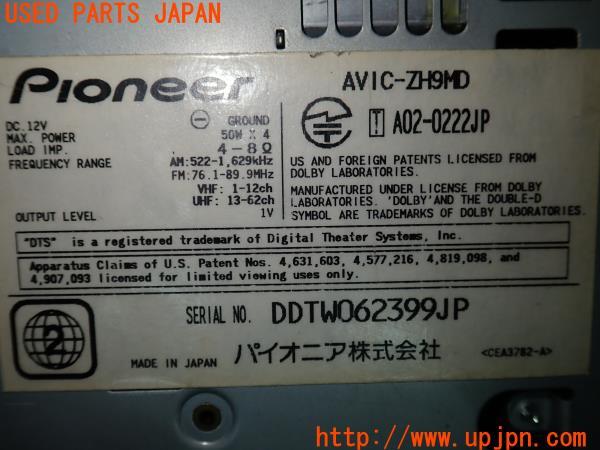 USED PARTS JAPAN
Pioneer
AVIC-ZH9MD
DC.12V GROUND
MAX. POWER 50W X 4
LOAD IMP. 4-8Ω
FREQUENCY RANGE AM:522-1,629kHz
FM:76.1-89.9MHz
VHF: 1-12ch
UHF: 13-62ch
OUTPUT LEVEL 1V
T A02-0222JP
US AND FOREIGN PATENTS LICENSED FROM
DOLBY LABORATORIES.
MANUFACTURED UNDER LICENSE FROM DOLBY
LABORATORIES. 'DOLBY'AND THE DOUBLE-D
SYMBOL ARE TRADEMARKS OF DOLBY LABORATORIES.
"DTS" is a registered trademark of Digital Theater Systems, Inc.
Apparatus Claims of U.S. Patent Nos. 4,631,603, 4,577,216, 4,819,098, and
4,907,093 licensed for limited viewing uses only.
2
SERIAL NO. DDTW062399JP
MADE IN JAPAN パイオニア株式会社 <CEA3782-A>
(株)UPJ
http://www.upjpn.com/